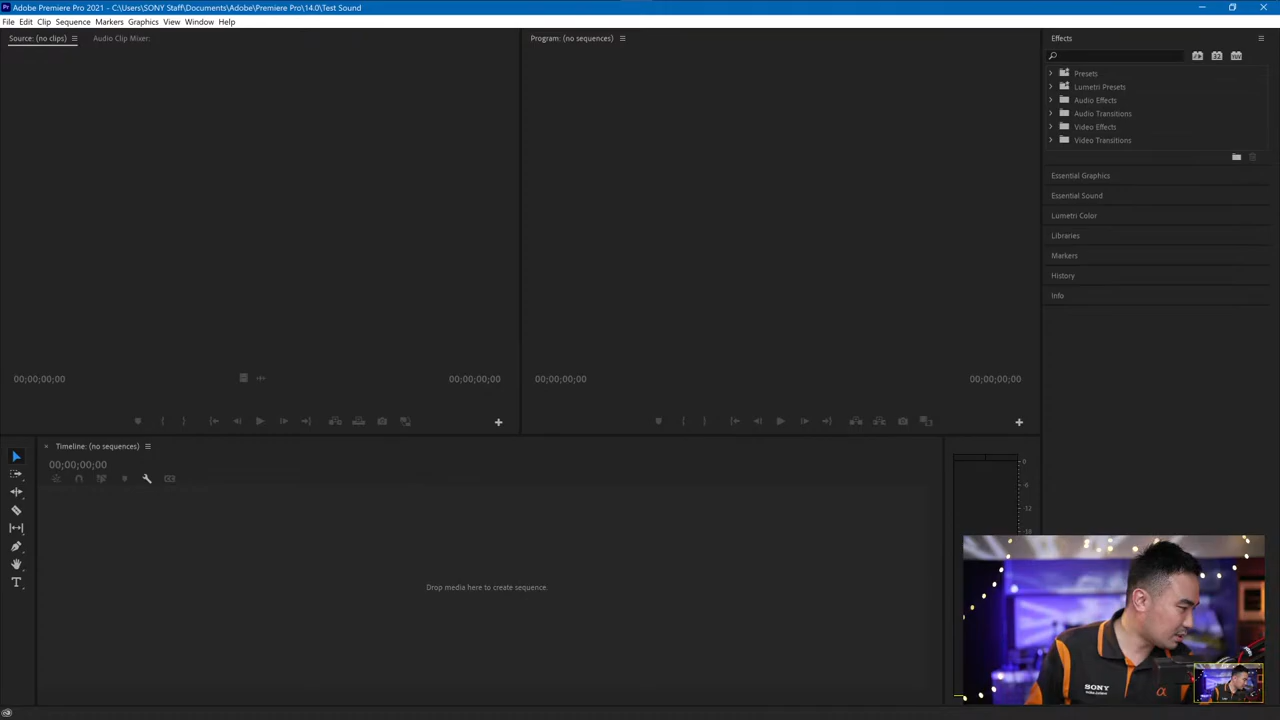 Adobe Premiere Pro 2021 - C:\Users\SONY Staff\Documents\Adobe\Premiere Pro\14.0\Test Sound
File Edit Clip Sequence Markers Graphics View Window Help
Source: (no clips)
Audio Clip Mixer:
Program: (no sequences)
Effects
Presets
Lumetri Presets
Audio Effects
Audio Transitions
Video Effects
Video Transitions
Essential Graphics
Essential Sound
Lumetri Color
Libraries
Markers
History
Info
00;00;00;00
00;00;00;00
00;00;00;00
00;00;00;00
Timeline: (no sequences)
00;00;00;00
Drop media here to create sequence.
0
-6
-12
-18
SONY
α